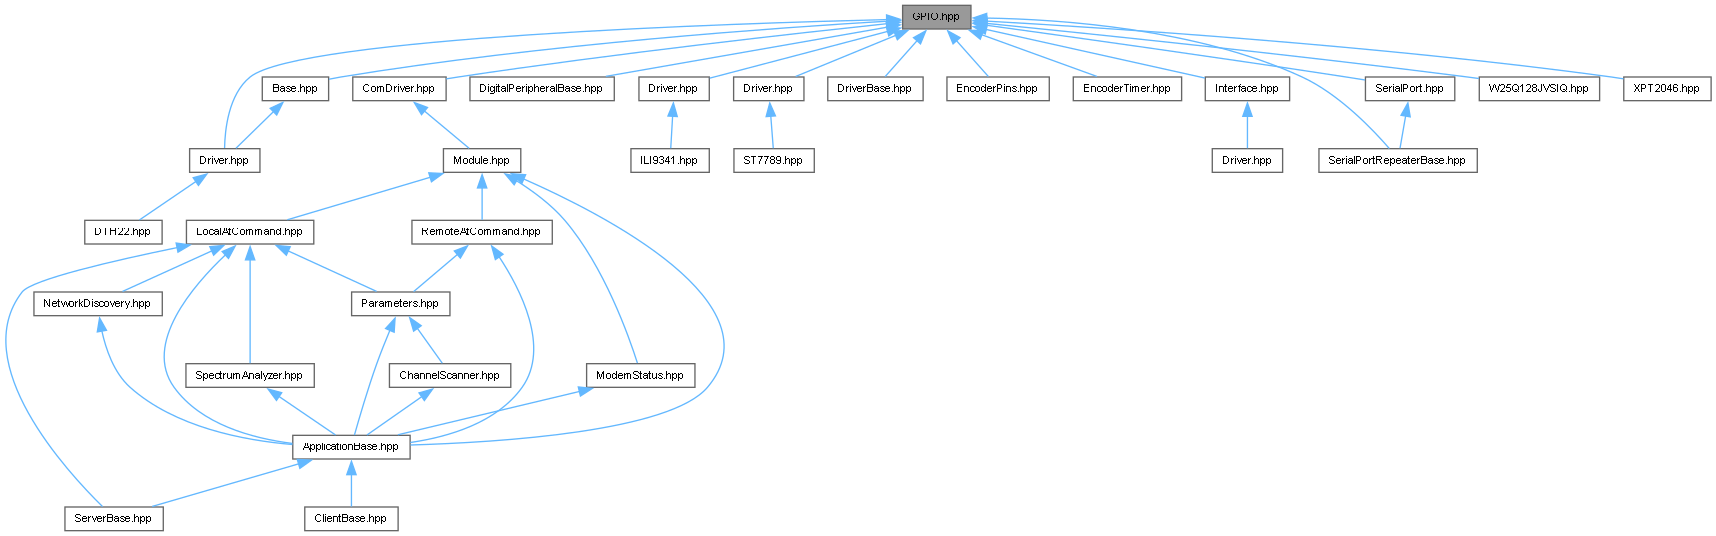 GPIO.hpp
Base.hpp
ComDriver.hpp
DigitalPeripheralBase.hpp
Driver.hpp
Driver.hpp
DriverBase.hpp
EncoderPins.hpp
EncoderTimer.hpp
Interface.hpp
SerialPort.hpp
W25Q128JVSIQ.hpp
XPT2046.hpp
Driver.hpp
Module.hpp
ILI9341.hpp
ST7789.hpp
Driver.hpp
SerialPortRepeaterBase.hpp
DTH22.hpp
LocalAtCommand.hpp
RemoteAtCommand.hpp
NetworkDiscovery.hpp
Parameters.hpp
SpectrumAnalyzer.hpp
ChannelScanner.hpp
ModemStatus.hpp
ApplicationBase.hpp
ServerBase.hpp
ClientBase.hpp